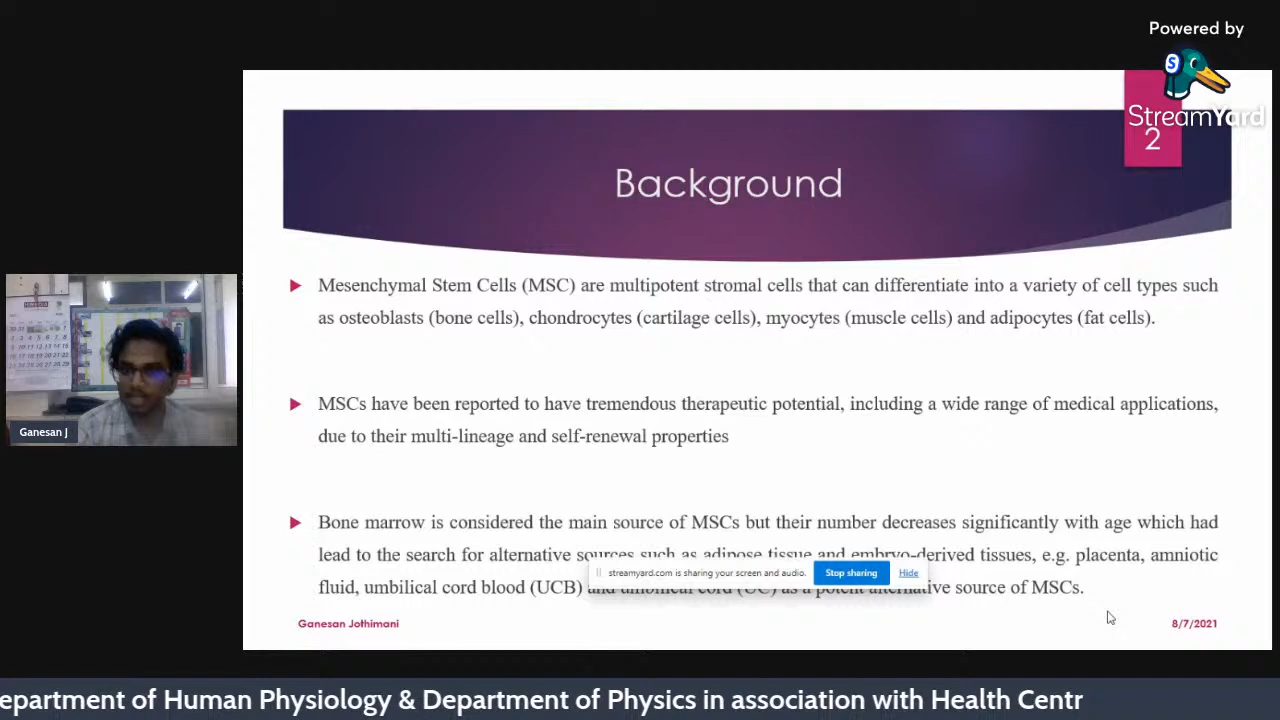 Powered by
StreamYard
2
Background
Mesenchymal Stem Cells (MSC) are multipotent stromal cells that can differentiate into a variety of cell types such
as osteoblasts (bone cells), chondrocytes (cartilage cells), myocytes (muscle cells) and adipocytes (fat cells).
MSCs have been reported to have tremendous therapeutic potential, including a wide range of medical applications,
due to their multi-lineage and self-renewal properties
Bone marrow is considered the main source of MSCs but their number decreases significantly with age which had
lead to the search for alternative sources such as adipose tissue and embryo-derived tissues, e.g. placenta, amniotic
streamyard.com is sharing your screen and audio. Stop sharing Hide
fluid, umbilical cord blood (UCB) and umbilical cord (UC) as a potent alternative source of MSCs.
Ganesan J
Ganesan Jothimani
8/7/2021
epartment of Human Physiology & Department of Physics in association with Health Centr